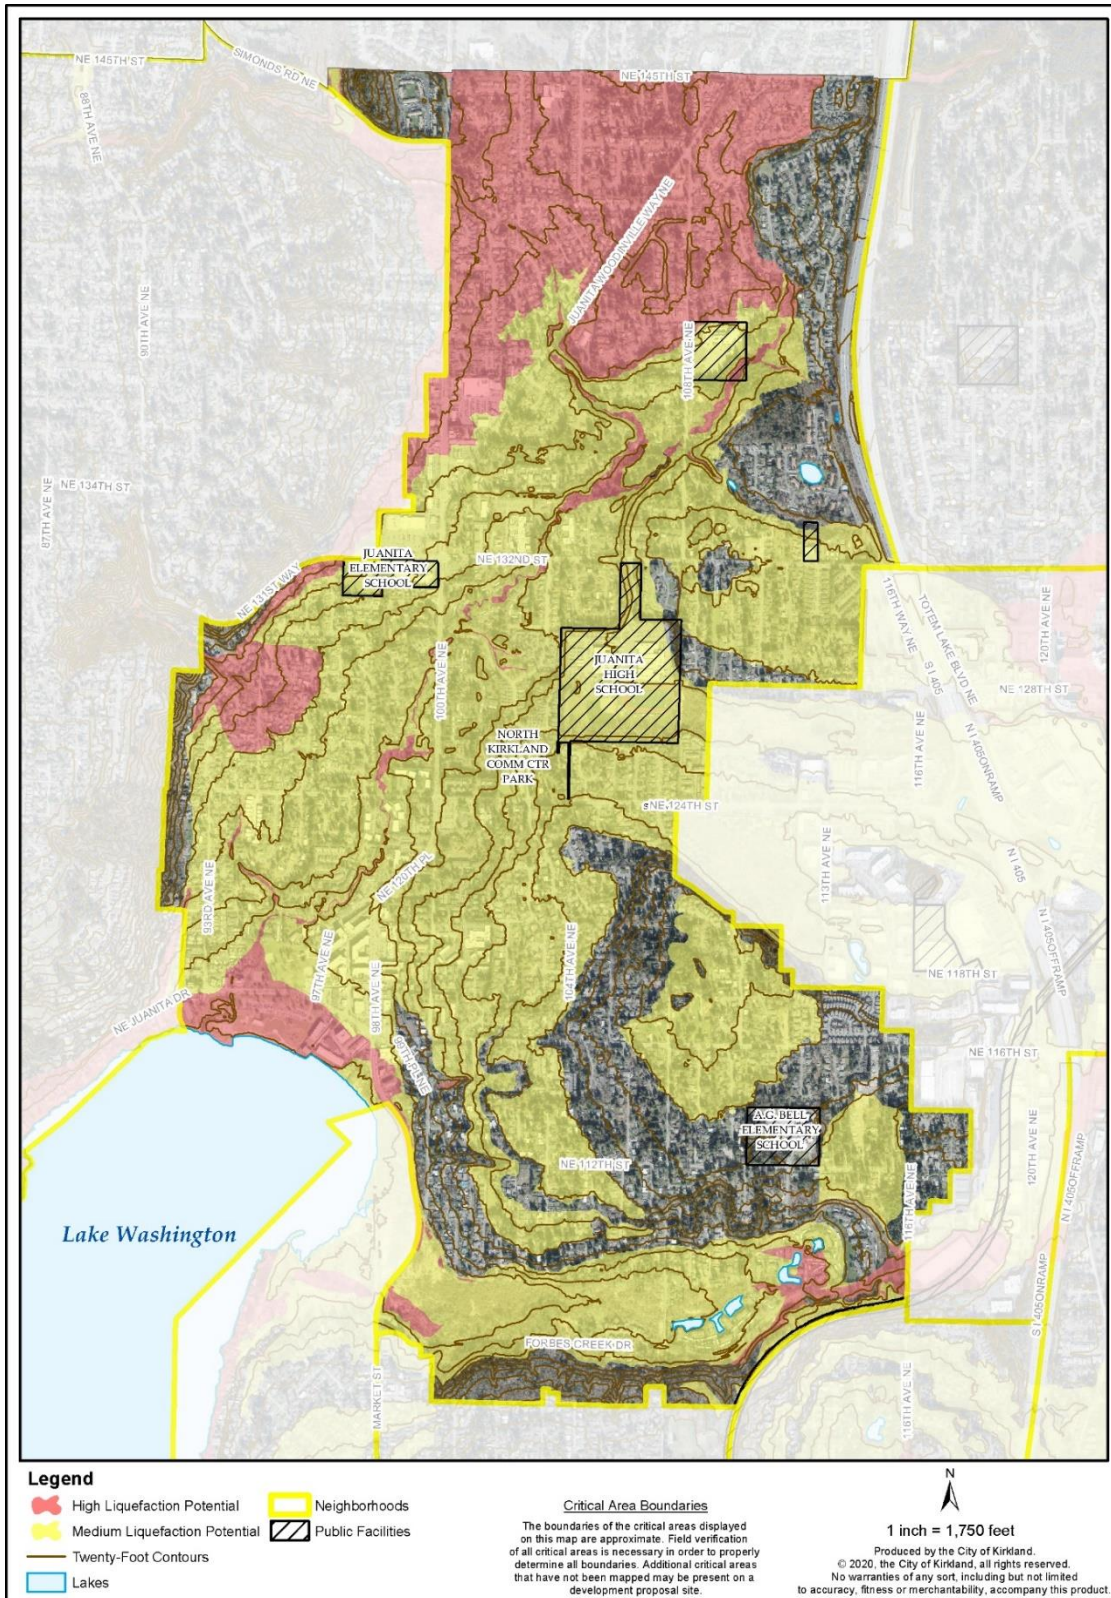 NE 145TH ST
SIMONDS RD NE
NE 145TH ST
88TH AVE NE
JUANITA WOODINVILLE WAY NE
90TH AVE NE
108TH AVE NE
NE 134TH ST
87TH AVE NE
JUANITA
ELEMENTARY
SCHOOL
NE 132ND ST
NE 131ST WAY
116TH WAY NE
TOTEM LAKE BLVD NE
S I 405
120TH AVE NE
JUANITA
HIGH
SCHOOL
NE 128TH ST
100TH AVE NE
NORTH
KIRKLAND
COMM CTR
PARK
116TH AVE NE
N I 405ONRAMP
NE 124TH ST
113TH AVE NE
N I 405
NE 120TH PL
93RD AVE NE
104TH AVE NE
N I 405OFFRAMP
NE 118TH ST
97TH AVE NE
98TH AVE NE
NE JUANITA DR
NE 116TH ST
A.G. BELL
ELEMENTARY
SCHOOL
120TH AVE NE
N I 405OFFRAMP
NE 112TH ST
116TH AVE NE
Lake Washington
S I 405ONRAMP
FORBES CREEK DR
MARKET ST
116TH AVE NE
Legend
High Liquefaction Potential
Medium Liquefaction Potential
Twenty-Foot Contours
Lakes
Neighborhoods
Public Facilities
Critical Area Boundaries
The boundaries of the critical areas displayed
on this map are approximate. Field verification
of all critical areas is necessary in order to properly
determine all boundaries. Additional critical areas
that have not been mapped may be present on a
development proposal site.
N
1 inch = 1,750 feet
Produced by the City of Kirkland.
© 2020, the City of Kirkland, all rights reserved.
No warranties of any sort, including but not limited
to accuracy, fitness or merchantability, accompany this product.